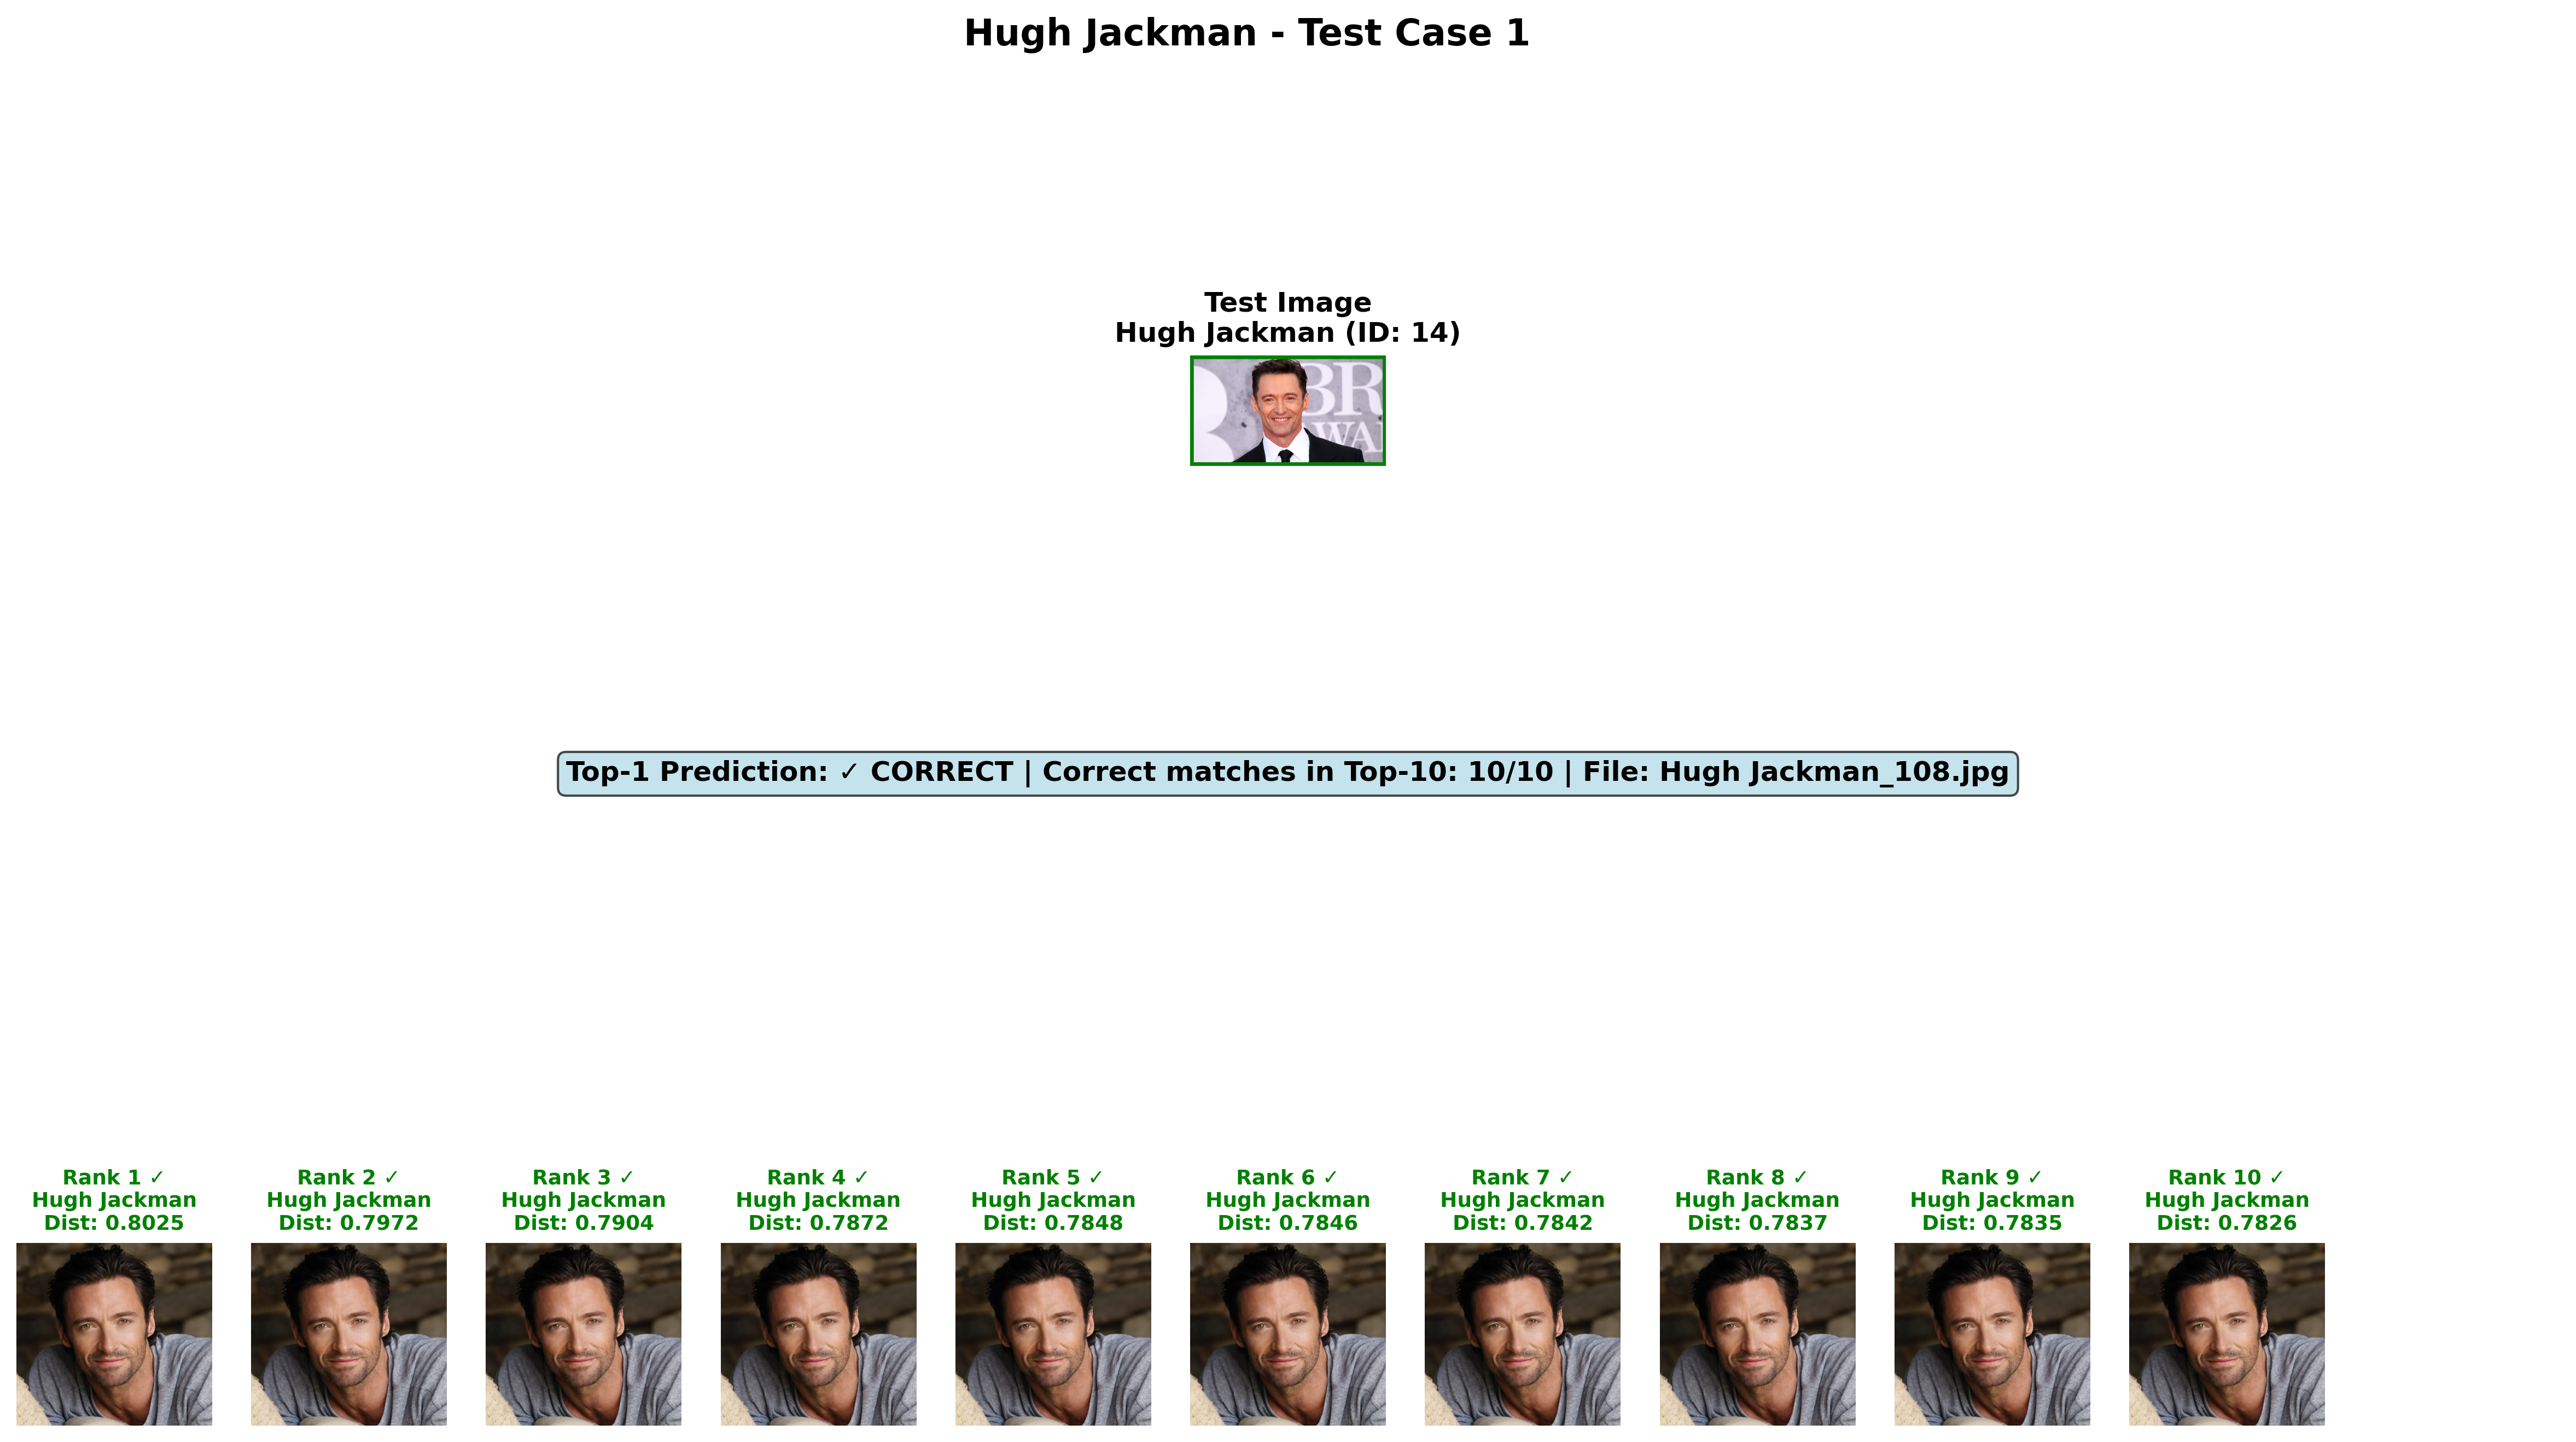 Hugh Jackman - Test Case 1
Test Image
Hugh Jackman (ID: 14)
BR
WA
Top-1 Prediction: ✓ CORRECT | Correct matches in Top-10: 10/10 | File: Hugh Jackman_108.jpg
Rank 1 ✓
Hugh Jackman
Dist: 0.8025
Rank 2 ✓
Hugh Jackman
Dist: 0.7972
Rank 3 ✓
Hugh Jackman
Dist: 0.7904
Rank 4 ✓
Hugh Jackman
Dist: 0.7872
Rank 5 ✓
Hugh Jackman
Dist: 0.7848
Rank 6 ✓
Hugh Jackman
Dist: 0.7846
Rank 7 ✓
Hugh Jackman
Dist: 0.7842
Rank 8 ✓
Hugh Jackman
Dist: 0.7837
Rank 9 ✓
Hugh Jackman
Dist: 0.7835
Rank 10 ✓
Hugh Jackman
Dist: 0.7826